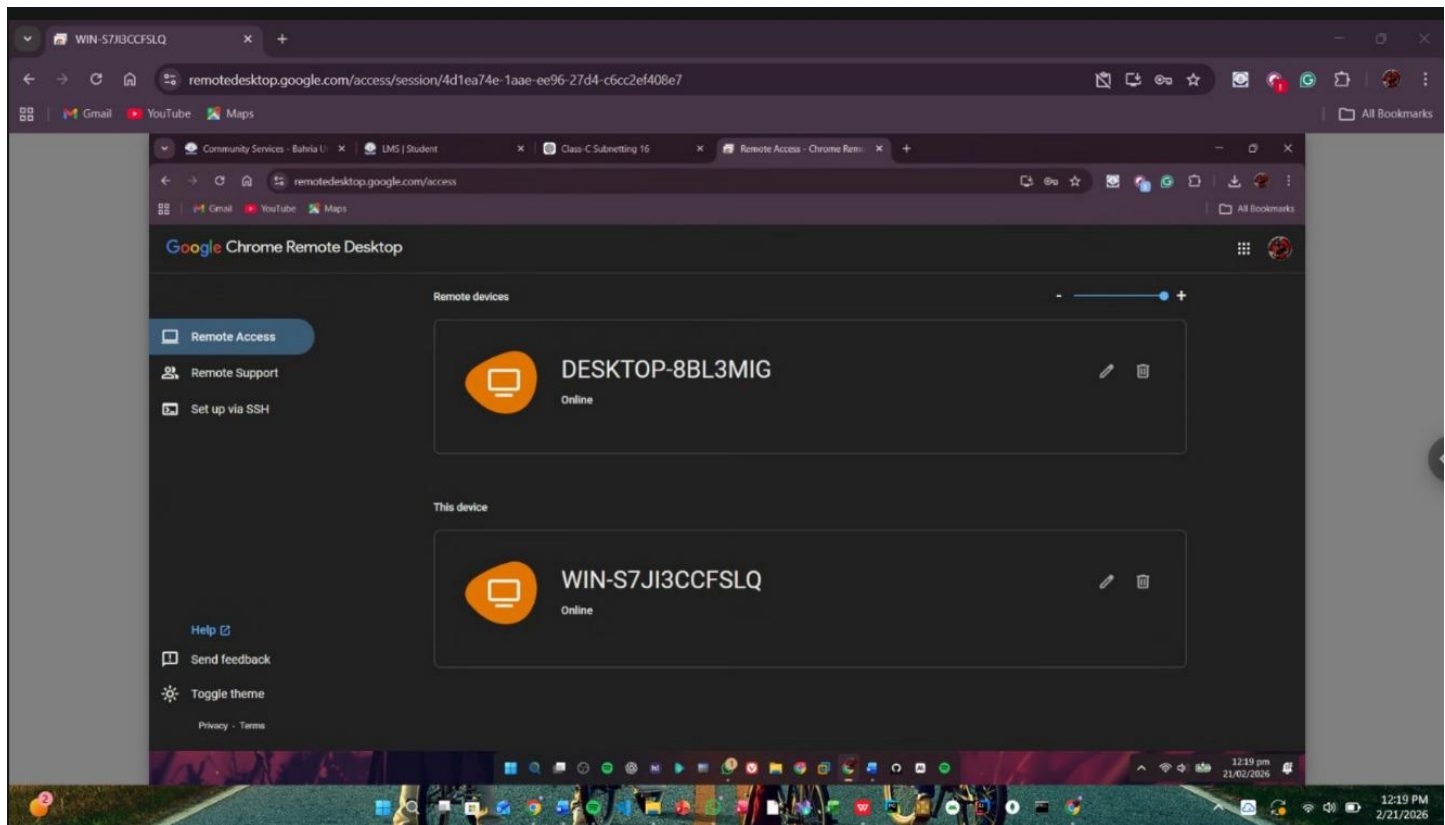 WIN-S7JI3CCFSLQ
remotedesktop.google.com/access/session/4d1ea74e-1aae-ee96-27d4-c6cc2ef408e7
Gmail YouTube Maps All Bookmarks
Community Services - Bahria U LMS | Student Class-C Subnetting 16 Remote Access - Chrome Remo
remotedesktop.google.com/access
Gmail YouTube Maps All Bookmarks
Google Chrome Remote Desktop
Remote devices - +
Remote Access
Remote Support
Set up via SSH
DESKTOP-8BL3MIG
Online
This device
WIN-S7JI3CCFSLQ
Online
Help
Send feedback
Toggle theme
Privacy - Terms
12:19 pm
21/02/2026
2
12:19 PM
2/21/2026